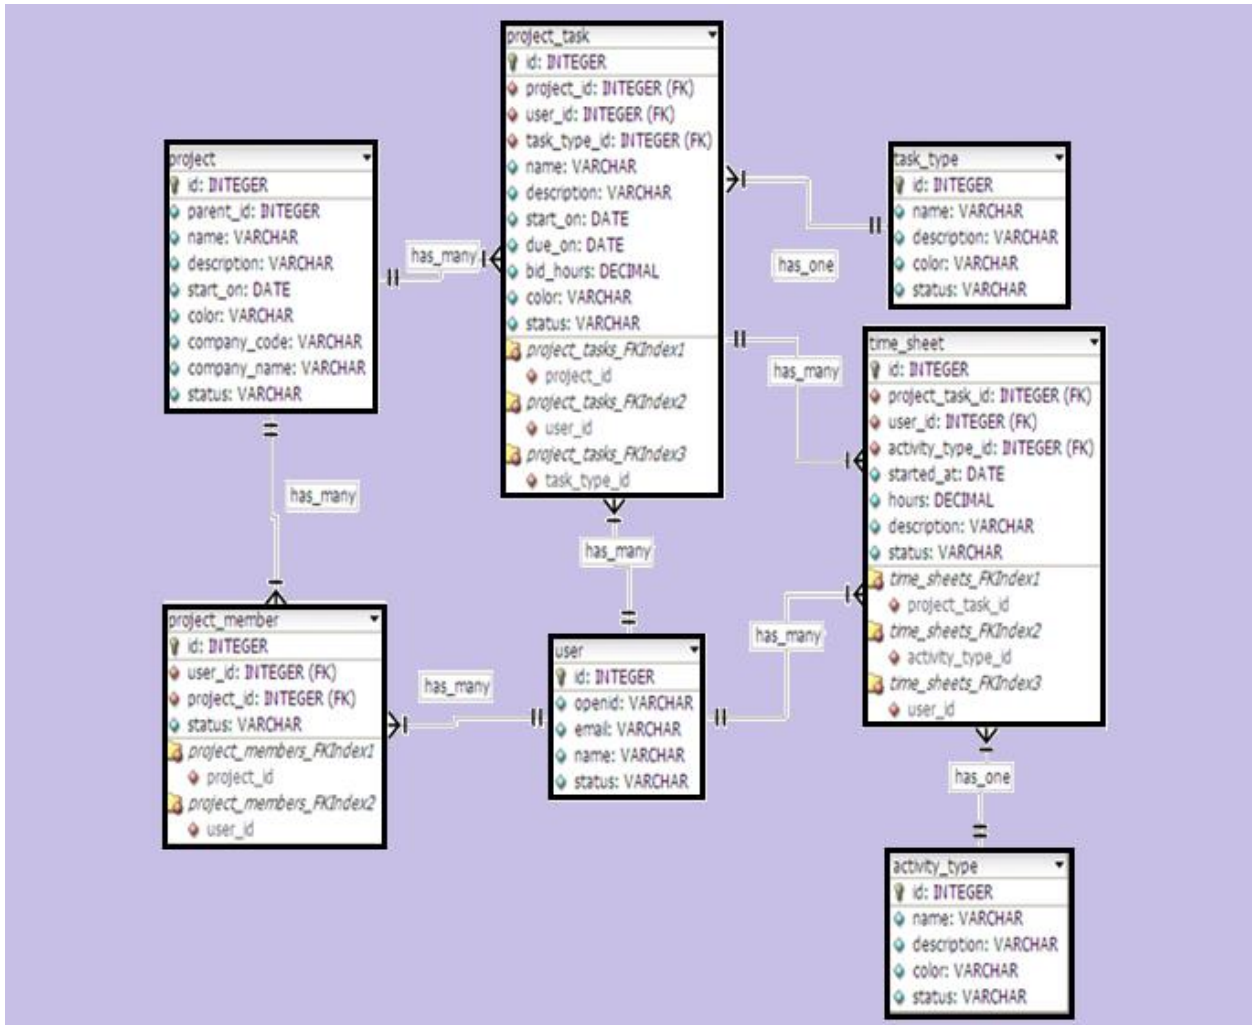 project_task
id: INTEGER
project_id: INTEGER (FK)
user_id: INTEGER (FK)
task_type_id: INTEGER (FK)
name: VARCHAR
description: VARCHAR
start_on: DATE
due_on: DATE
bid_hours: DECIMAL
color: VARCHAR
status: VARCHAR
project_tasks_FKIndex1
project_id
project_tasks_FKIndex2
user_id
project_tasks_FKIndex3
task_type_id
project
id: INTEGER
parent_id: INTEGER
name: VARCHAR
description: VARCHAR
start_on: DATE
color: VARCHAR
company_code: VARCHAR
company_name: VARCHAR
status: VARCHAR
has_many
task_type
id: INTEGER
name: VARCHAR
description: VARCHAR
color: VARCHAR
status: VARCHAR
has_one
has_many
time_sheet
id: INTEGER
project_task_id: INTEGER (FK)
user_id: INTEGER (FK)
activity_type_id: INTEGER (FK)
started_at: DATE
hours: DECIMAL
description: VARCHAR
status: VARCHAR
time_sheets_FKIndex1
project_task_id
time_sheets_FKIndex2
activity_type_id
time_sheets_FKIndex3
user_id
has_many
has_many
project_member
id: INTEGER
user_id: INTEGER (FK)
project_id: INTEGER (FK)
status: VARCHAR
project_members_FKIndex1
project_id
project_members_FKIndex2
user_id
has_many
user
id: INTEGER
openid: VARCHAR
email: VARCHAR
name: VARCHAR
status: VARCHAR
has_many
has_one
activity_type
id: INTEGER
name: VARCHAR
description: VARCHAR
color: VARCHAR
status: VARCHAR